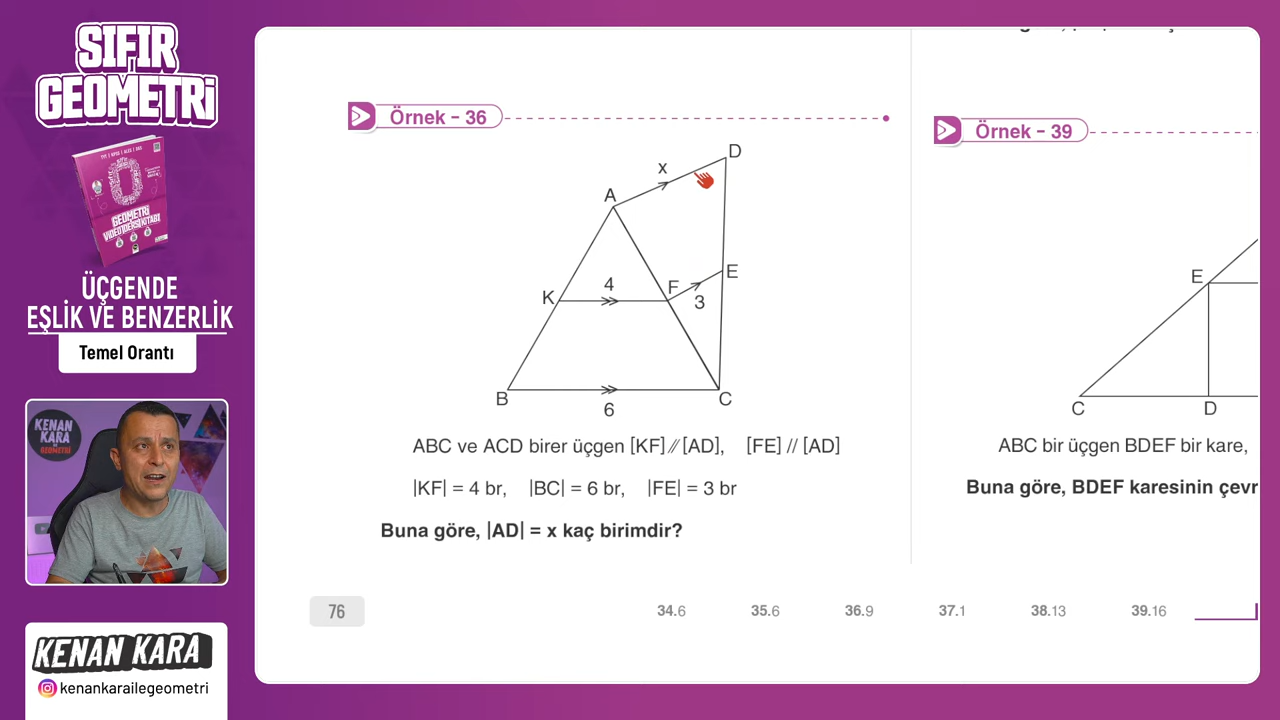 SIFIR
GEOMETRİ
GEOMETRİ
VİDEO DERS KİTABI
ÜÇGENDE
EŞLİK VE BENZERLİK
Temel Orantı
KENAN
KARA
GEOMETRİ
KENAN KARA
kenankarailegeometri
Örnek - 36
D
x
A
E
4
K
F
3
B
C
6
ABC ve ACD birer üçgen [KF] // [AD], [FE] // [AD]
|KF| = 4 br, |BC| = 6 br, |FE| = 3 br
Buna göre, |AD| = x kaç birimdir?
Örnek - 39
E
C
D
ABC bir üçgen BDEF bir kare,
Buna göre, BDEF karesinin çevr
76
34.6 35.6 36.9 37.1 38.13 39.16